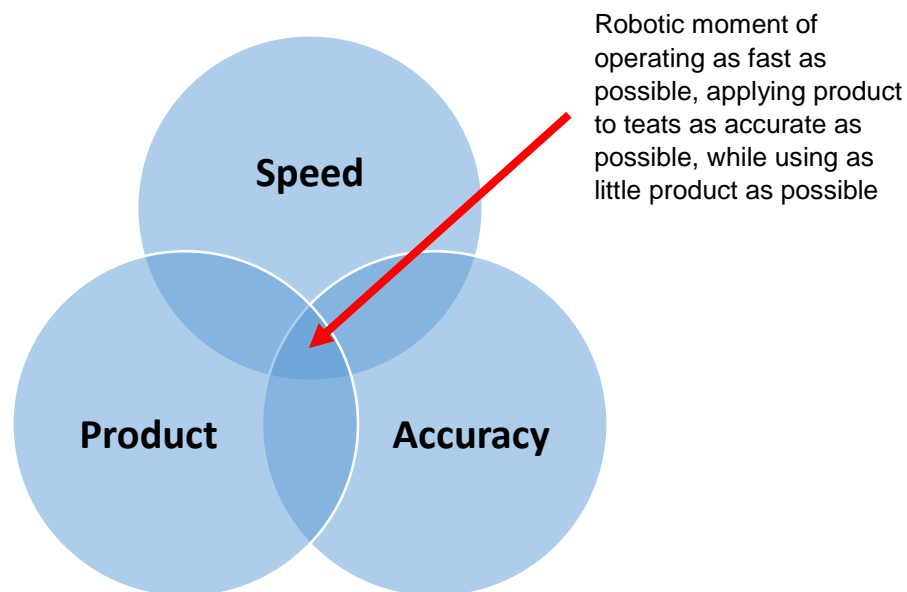 Robotic moment of
operating as fast as
possible, applying product
to teats as accurate as
possible, while using as
little product as possible
Speed
Product
Accuracy